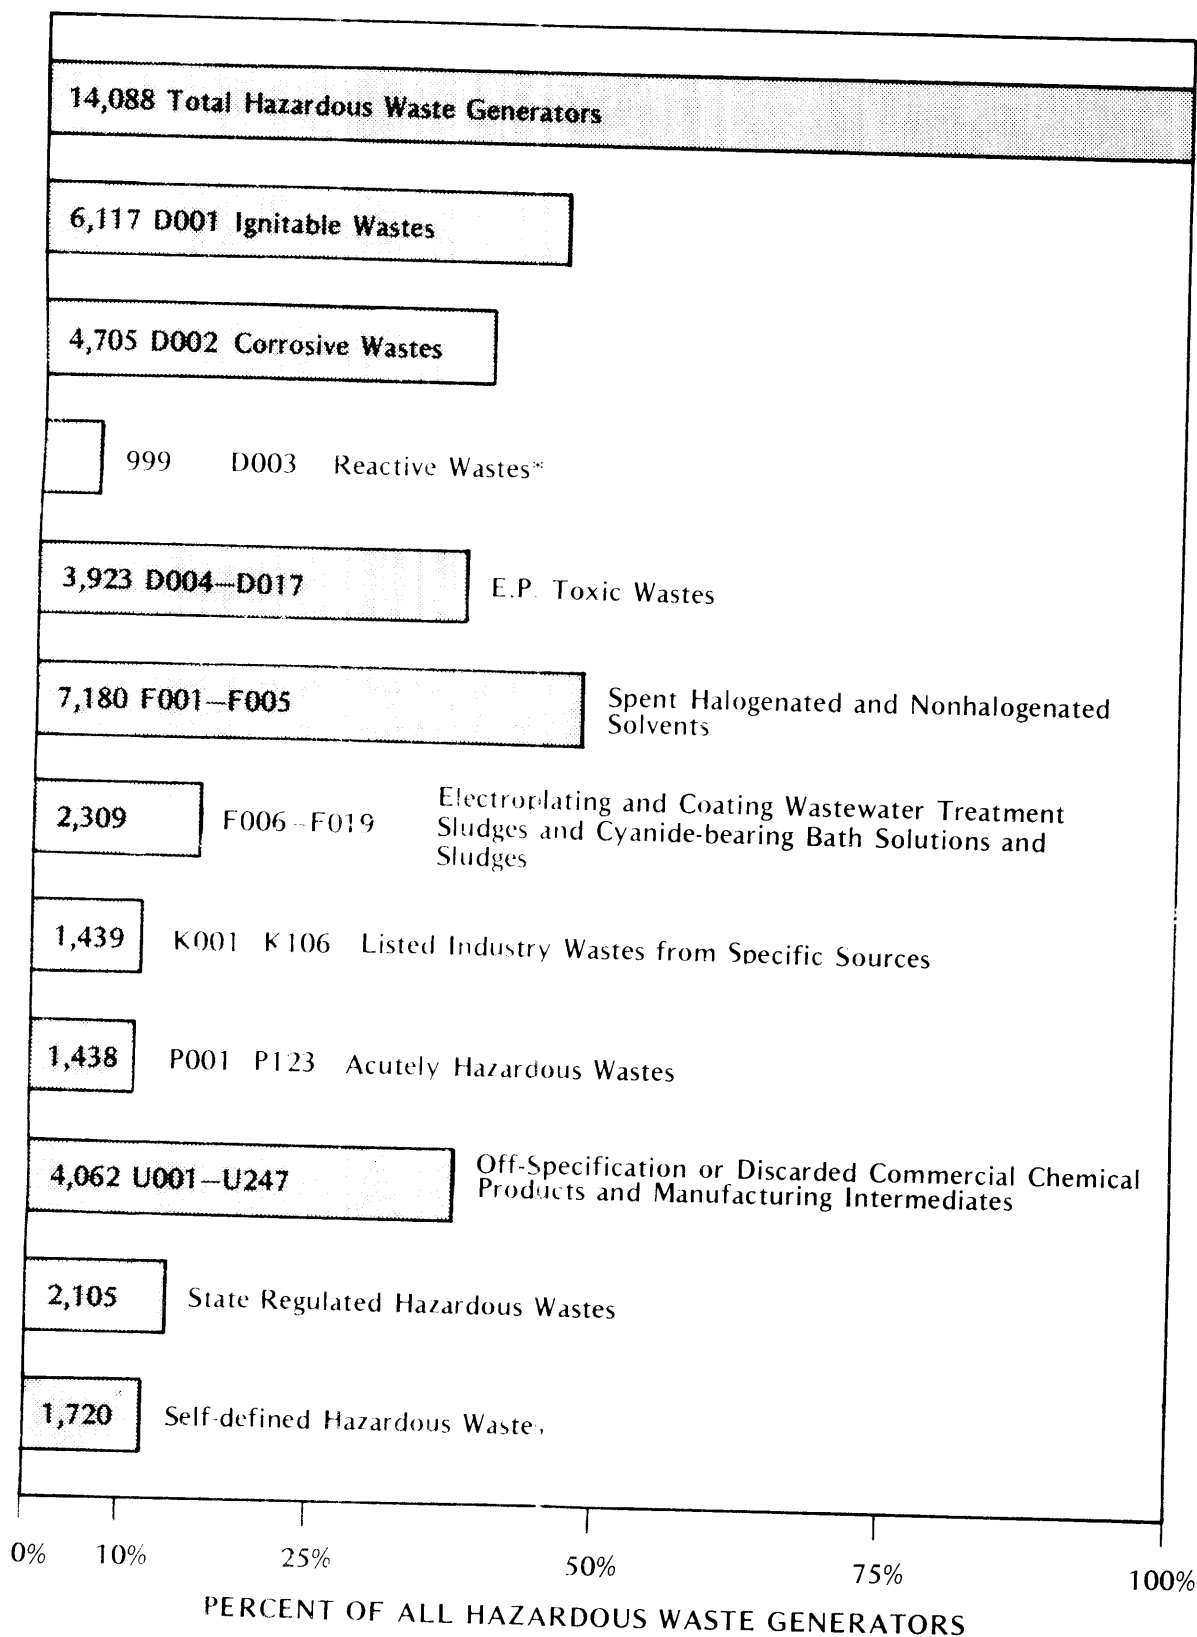 14,088 Total Hazardous Waste Generators
6,117 D001 Ignitable Wastes
4,705 D002 Corrosive Wastes
999 D003 Reactive Wastes*
3,923 D004—D017 E.P. Toxic Wastes
7,180 F001—F005 Spent Halogenated and Nonhalogenated
Solvents
2,309 F006-F019 Electroplating and Coating Wastewater Treatment
Sludges and Cyanide-bearing Bath Solutions and
Sludges
1,439 K001 K106 Listed Industry Wastes from Specific Sources
1,438 P001 P123 Acutely Hazardous Wastes
4,062 U001—U247 Off-Specification or Discarded Commercial Chemical
Products and Manufacturing Intermediates
2,105 State Regulated Hazardous Wastes
1,720 Self-defined Hazardous Wastes
0% 10% 25% 50% 75% 100%
PERCENT OF ALL HAZARDOUS WASTE GENERATORS